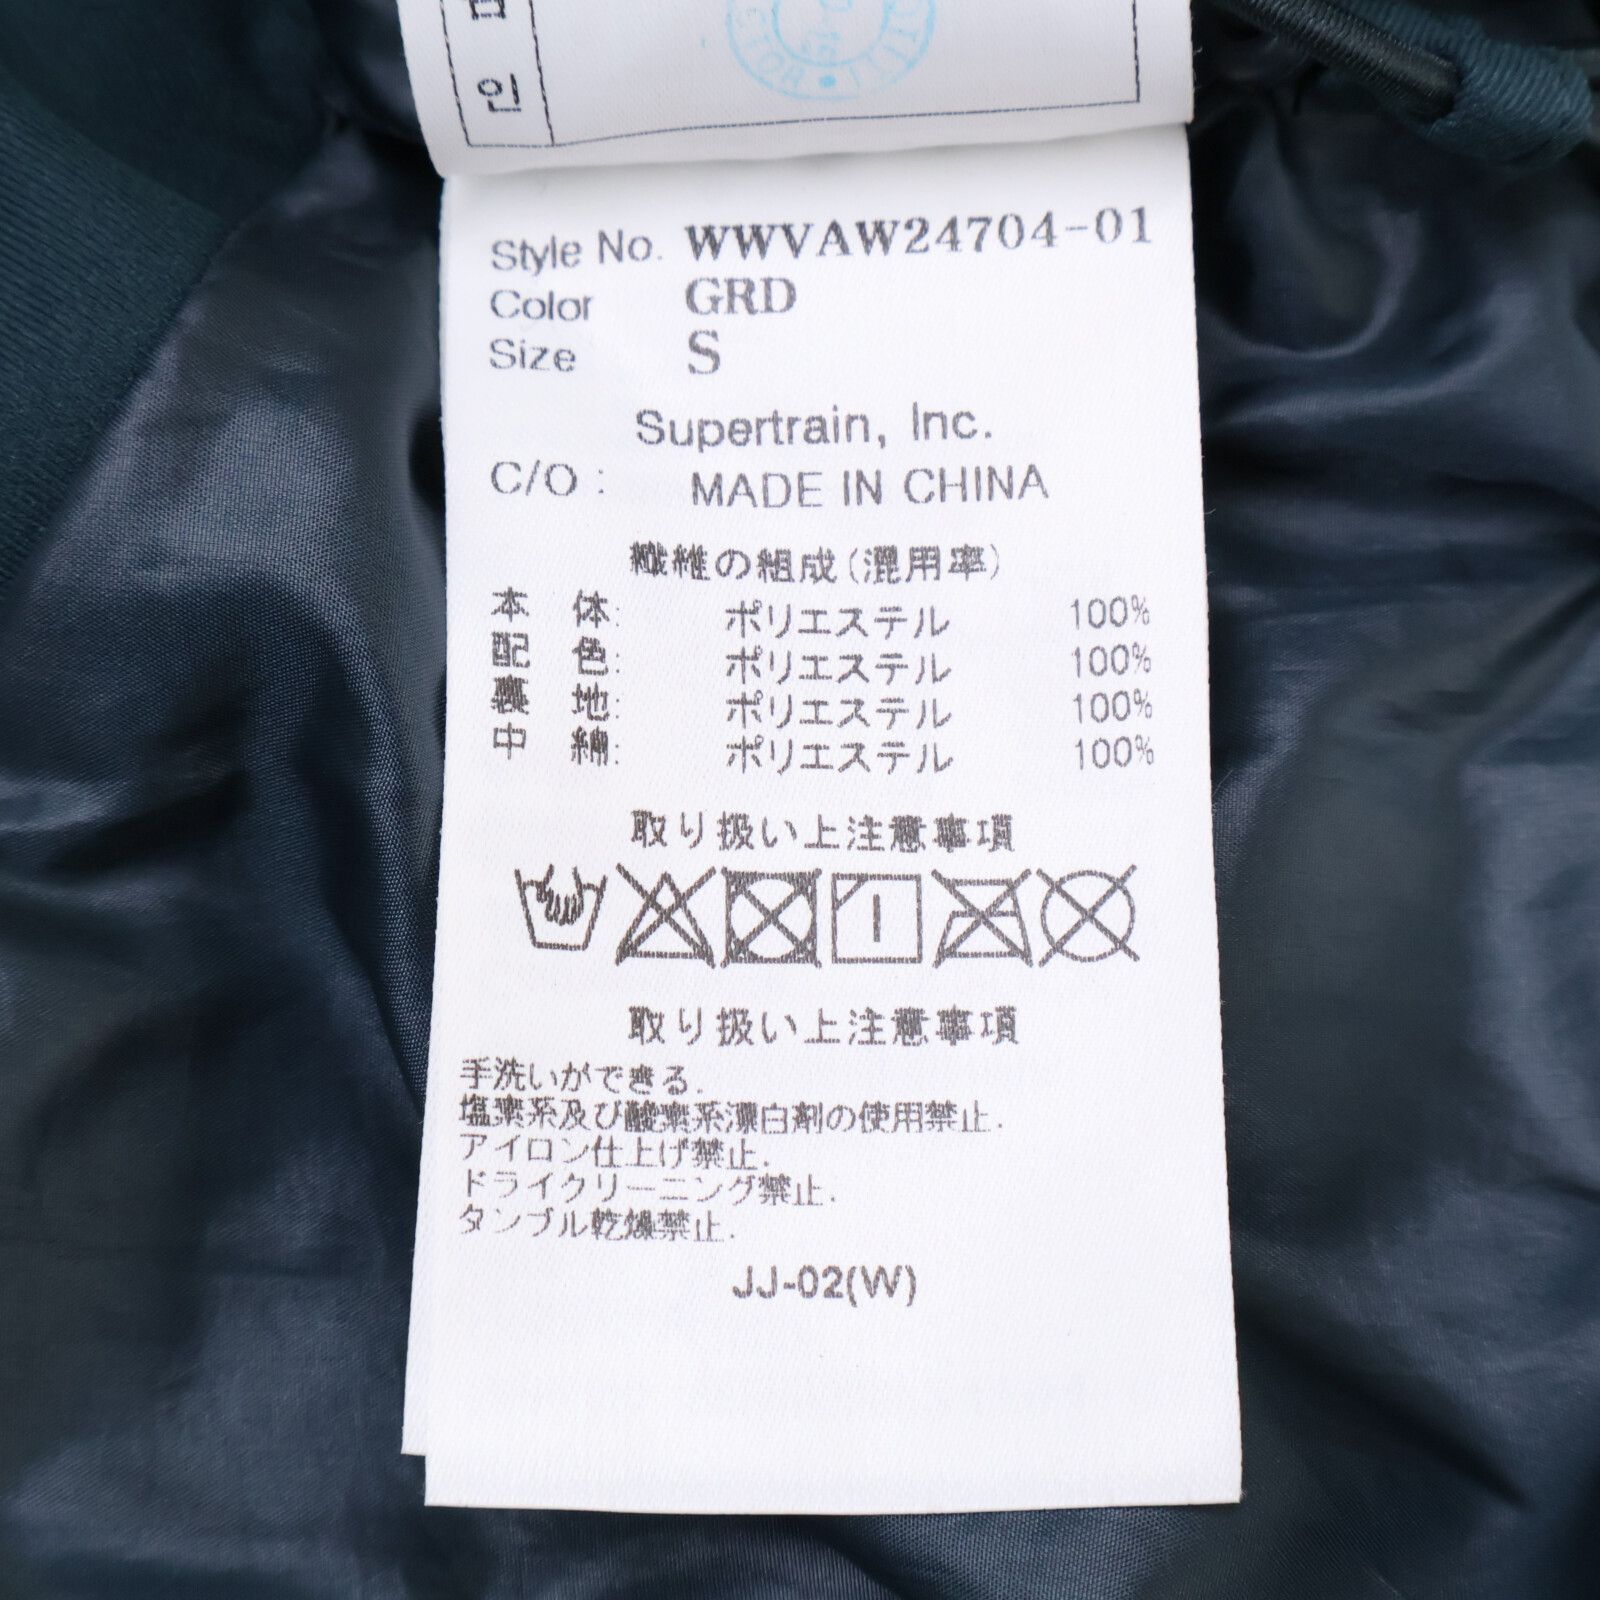 인
Style No. WWVAW24704-01
Color GRD
Size S
Supertrain, Inc.
C/O : MADE IN CHINA
繊維の組成(混用率)
本 体: ポリエステル 100%
配 色: ポリエステル 100%
裏 地: ポリエステル 100%
中 綿: ポリエステル 100%
取り扱い上注意事項
取り扱い上注意事項
手洗いができる.
塩素系及び酸素系漂白剤の使用禁止.
アイロン仕上げ禁止.
ドライクリーニング禁止.
タンブル乾燥禁止.
JJ-02(W)